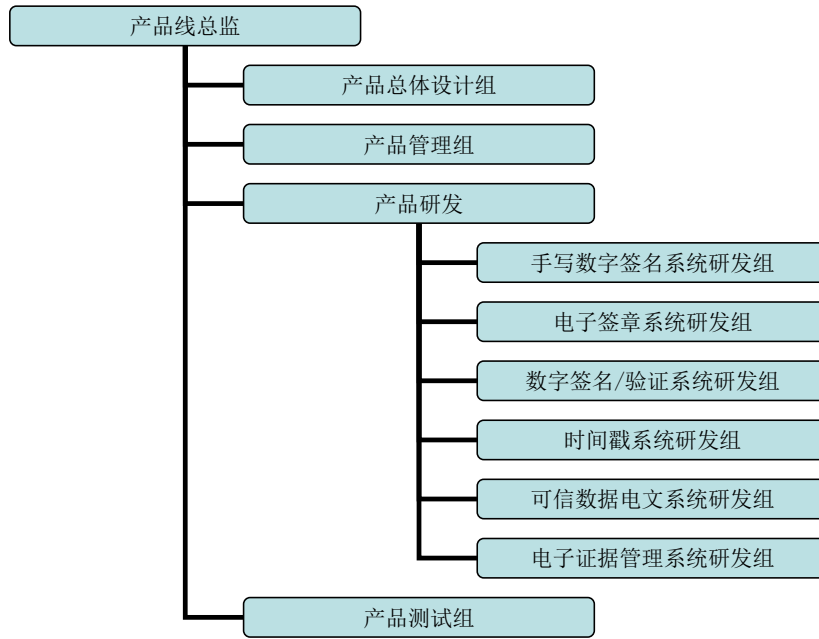 产品线总监
产品总体设计组
产品管理组
产品研发
手写数字签名系统研发组
电子签章系统研发组
数字签名/验证系统研发组
时间戳系统研发组
可信数据电文系统研发组
电子证据管理系统研发组
产品测试组